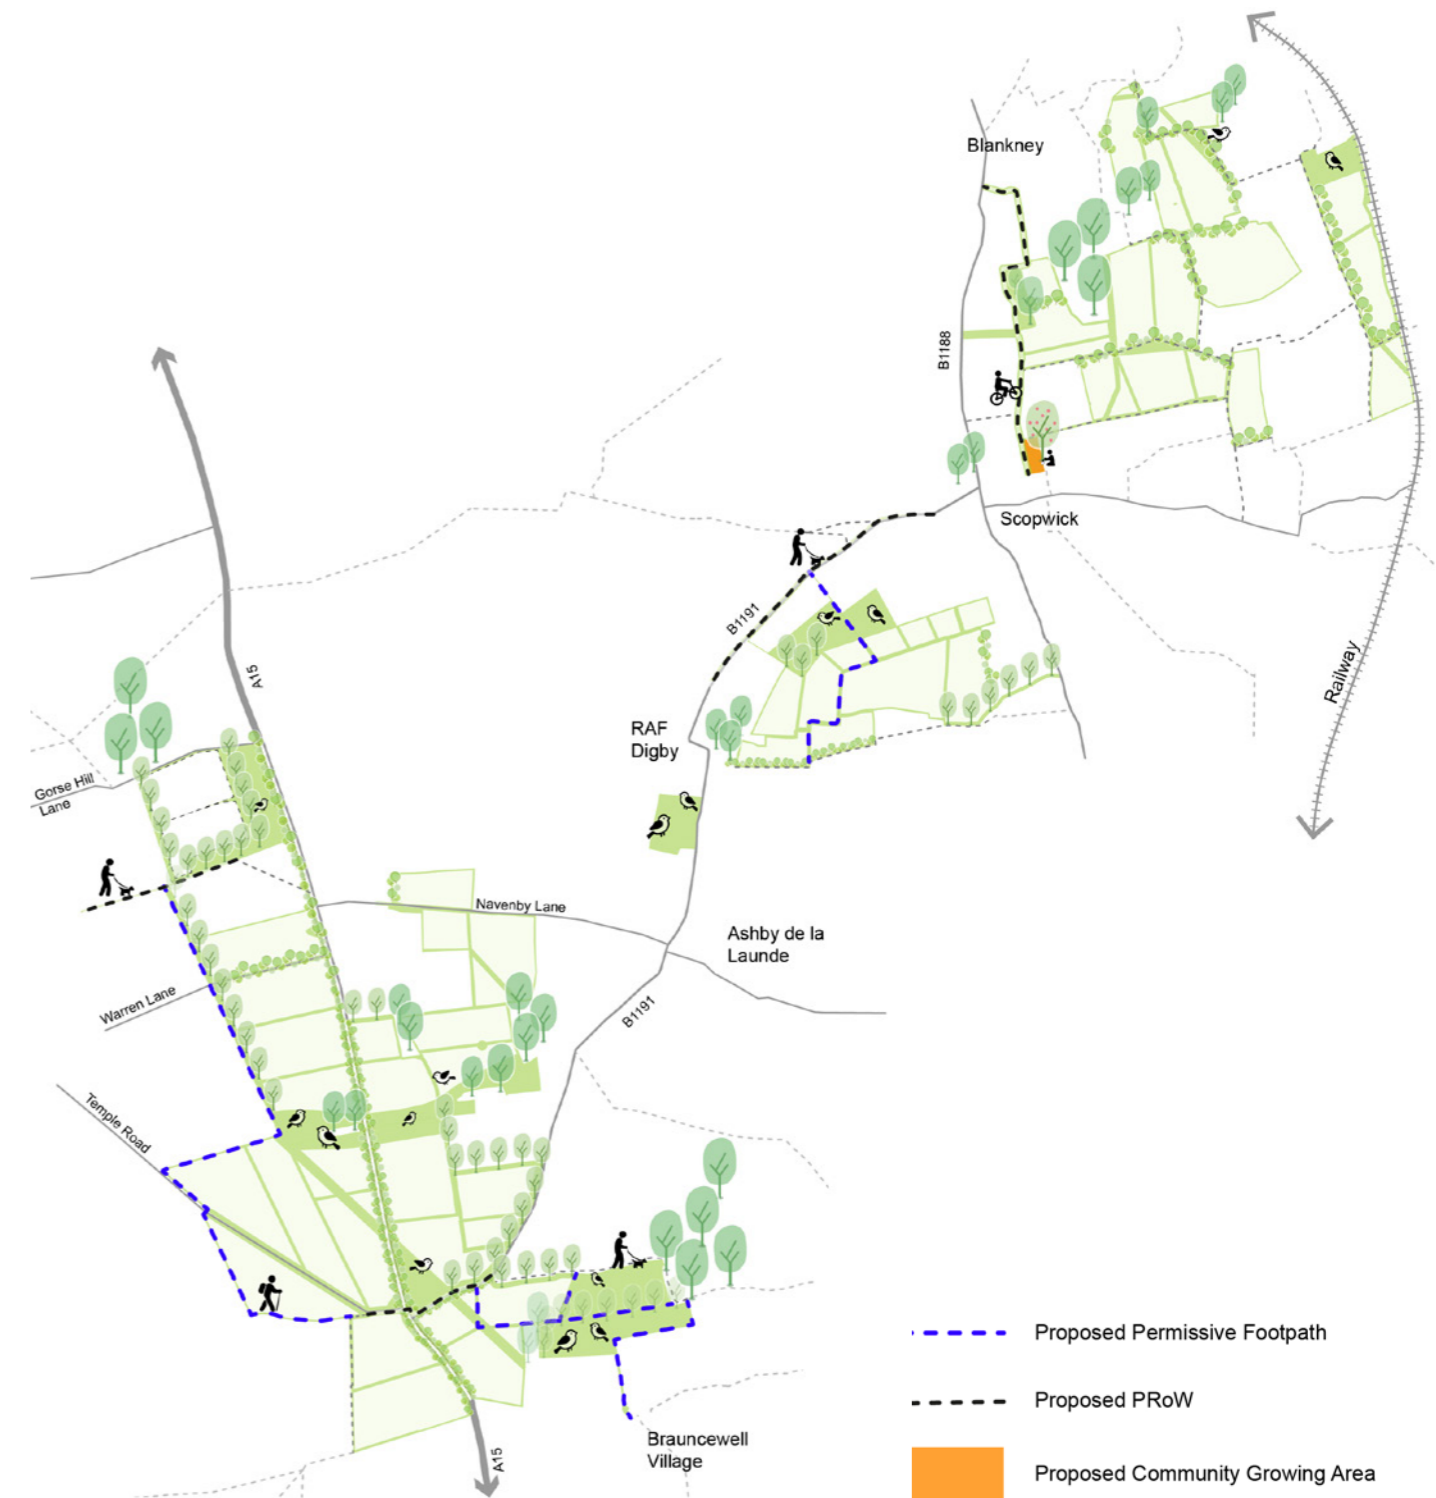 Blankney
B1188
Scopwick
B1191
Railway
A15
RAF
Digby
Gorse Hill
Lane
Navenby Lane
Ashby de la
Launde
Warren Lane
B1191
Temple Road
Proposed Permissive Footpath
Proposed PRoW
Brauncewell
Village
A15
Proposed Community Growing Area